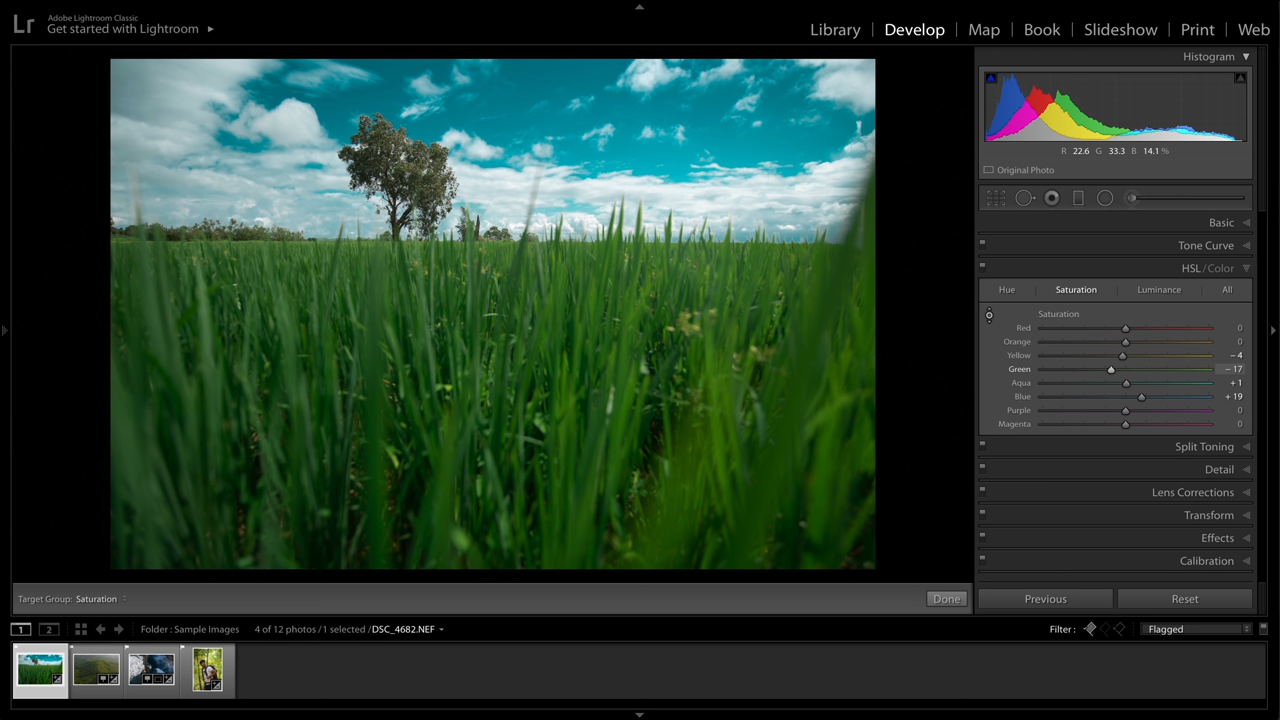 Lr
Adobe Lightroom Classic
Get started with Lightroom
Library | Develop | Map | Book | Slideshow | Print | Web
Histogram
R 22.6 G 33.3 B 14.1 %
Original Photo
Basic
Tone Curve
HSL / Color
Hue Saturation Luminance All
Saturation
Red 0
Orange 0
Yellow − 4
Green − 17
Aqua + 1
Blue + 19
Purple 0
Magenta 0
Split Toning
Detail
Lens Corrections
Transform
Effects
Calibration
Target Group: Saturation
Done
Previous Reset
1 2 Folder : Sample Images 4 of 12 photos / 1 selected / DSC_4682.NEF Filter : Flagged